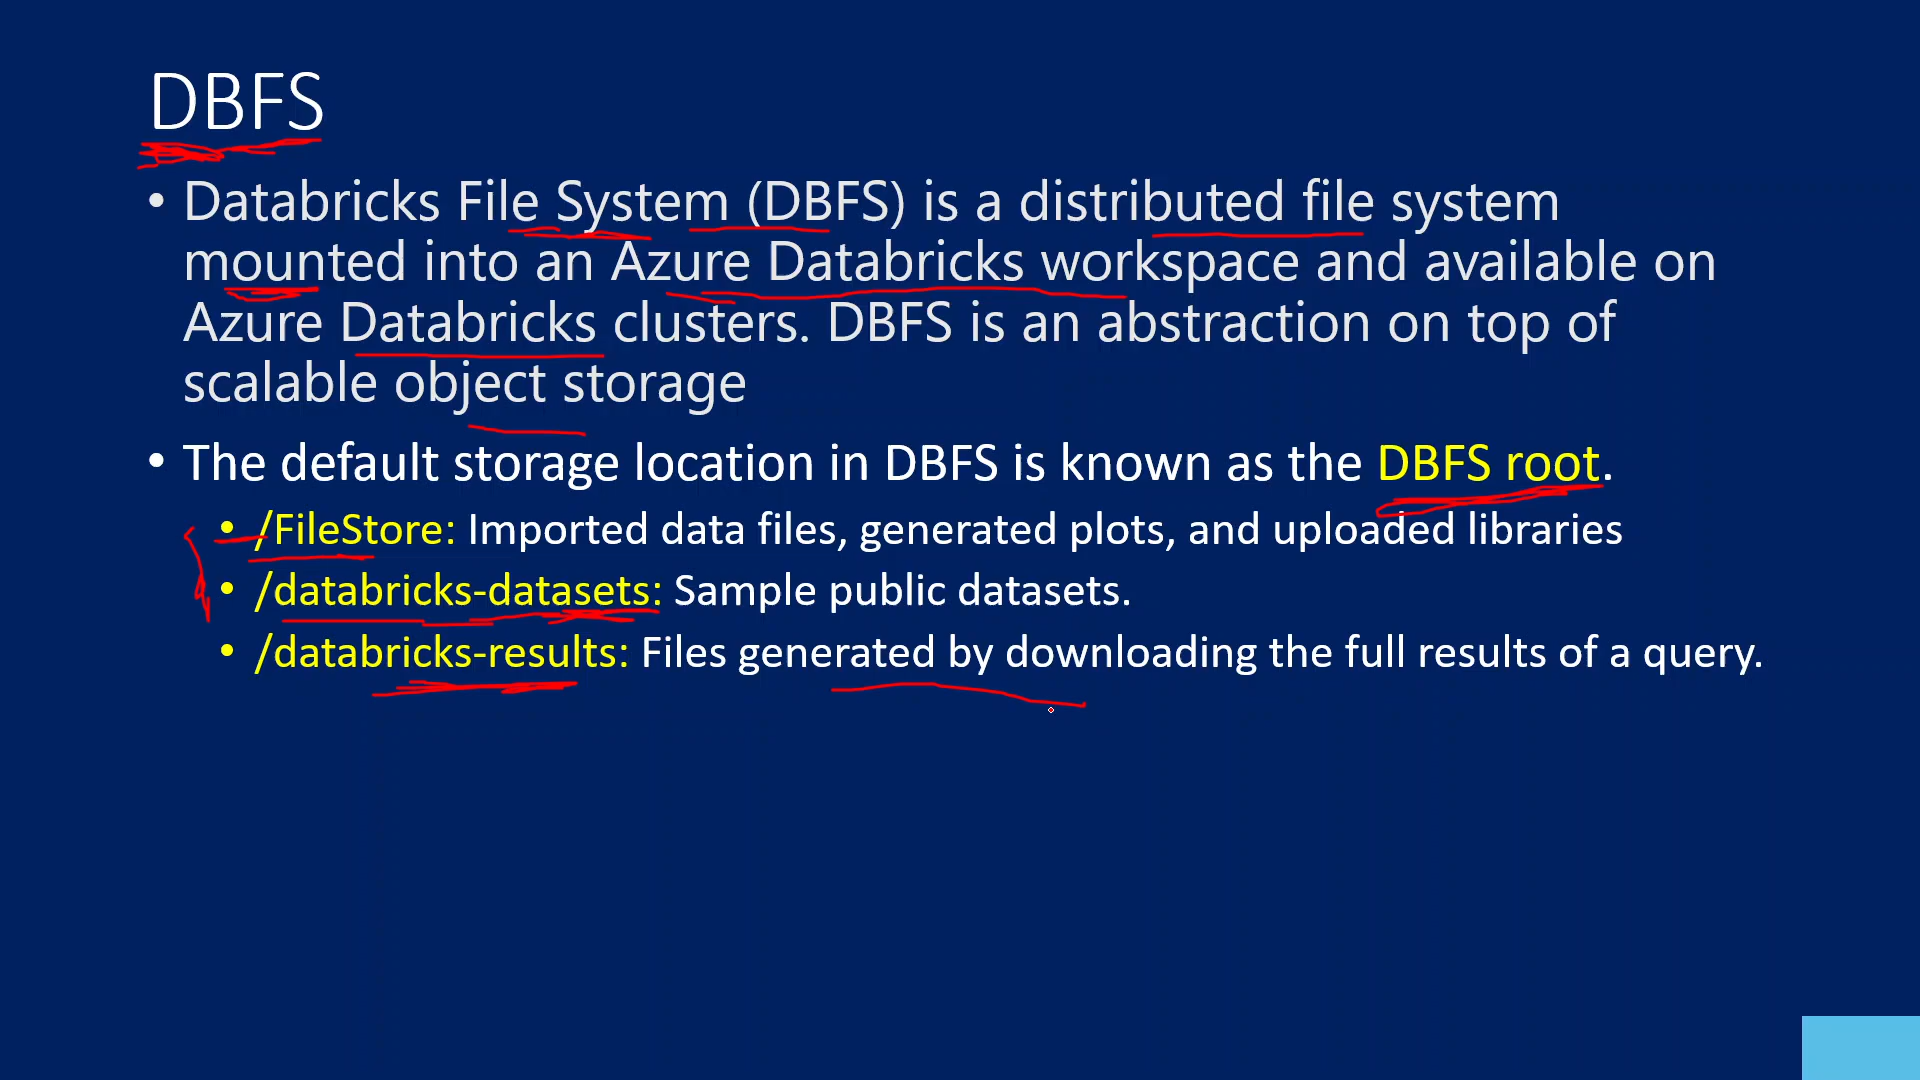 DBFS
• Databricks File System (DBFS) is a distributed file system
mounted into an Azure Databricks workspace and available on
Azure Databricks clusters. DBFS is an abstraction on top of
scalable object storage
• The default storage location in DBFS is known as the DBFS root.
• /FileStore: Imported data files, generated plots, and uploaded libraries
• /databricks-datasets: Sample public datasets.
• /databricks-results: Files generated by downloading the full results of a query.